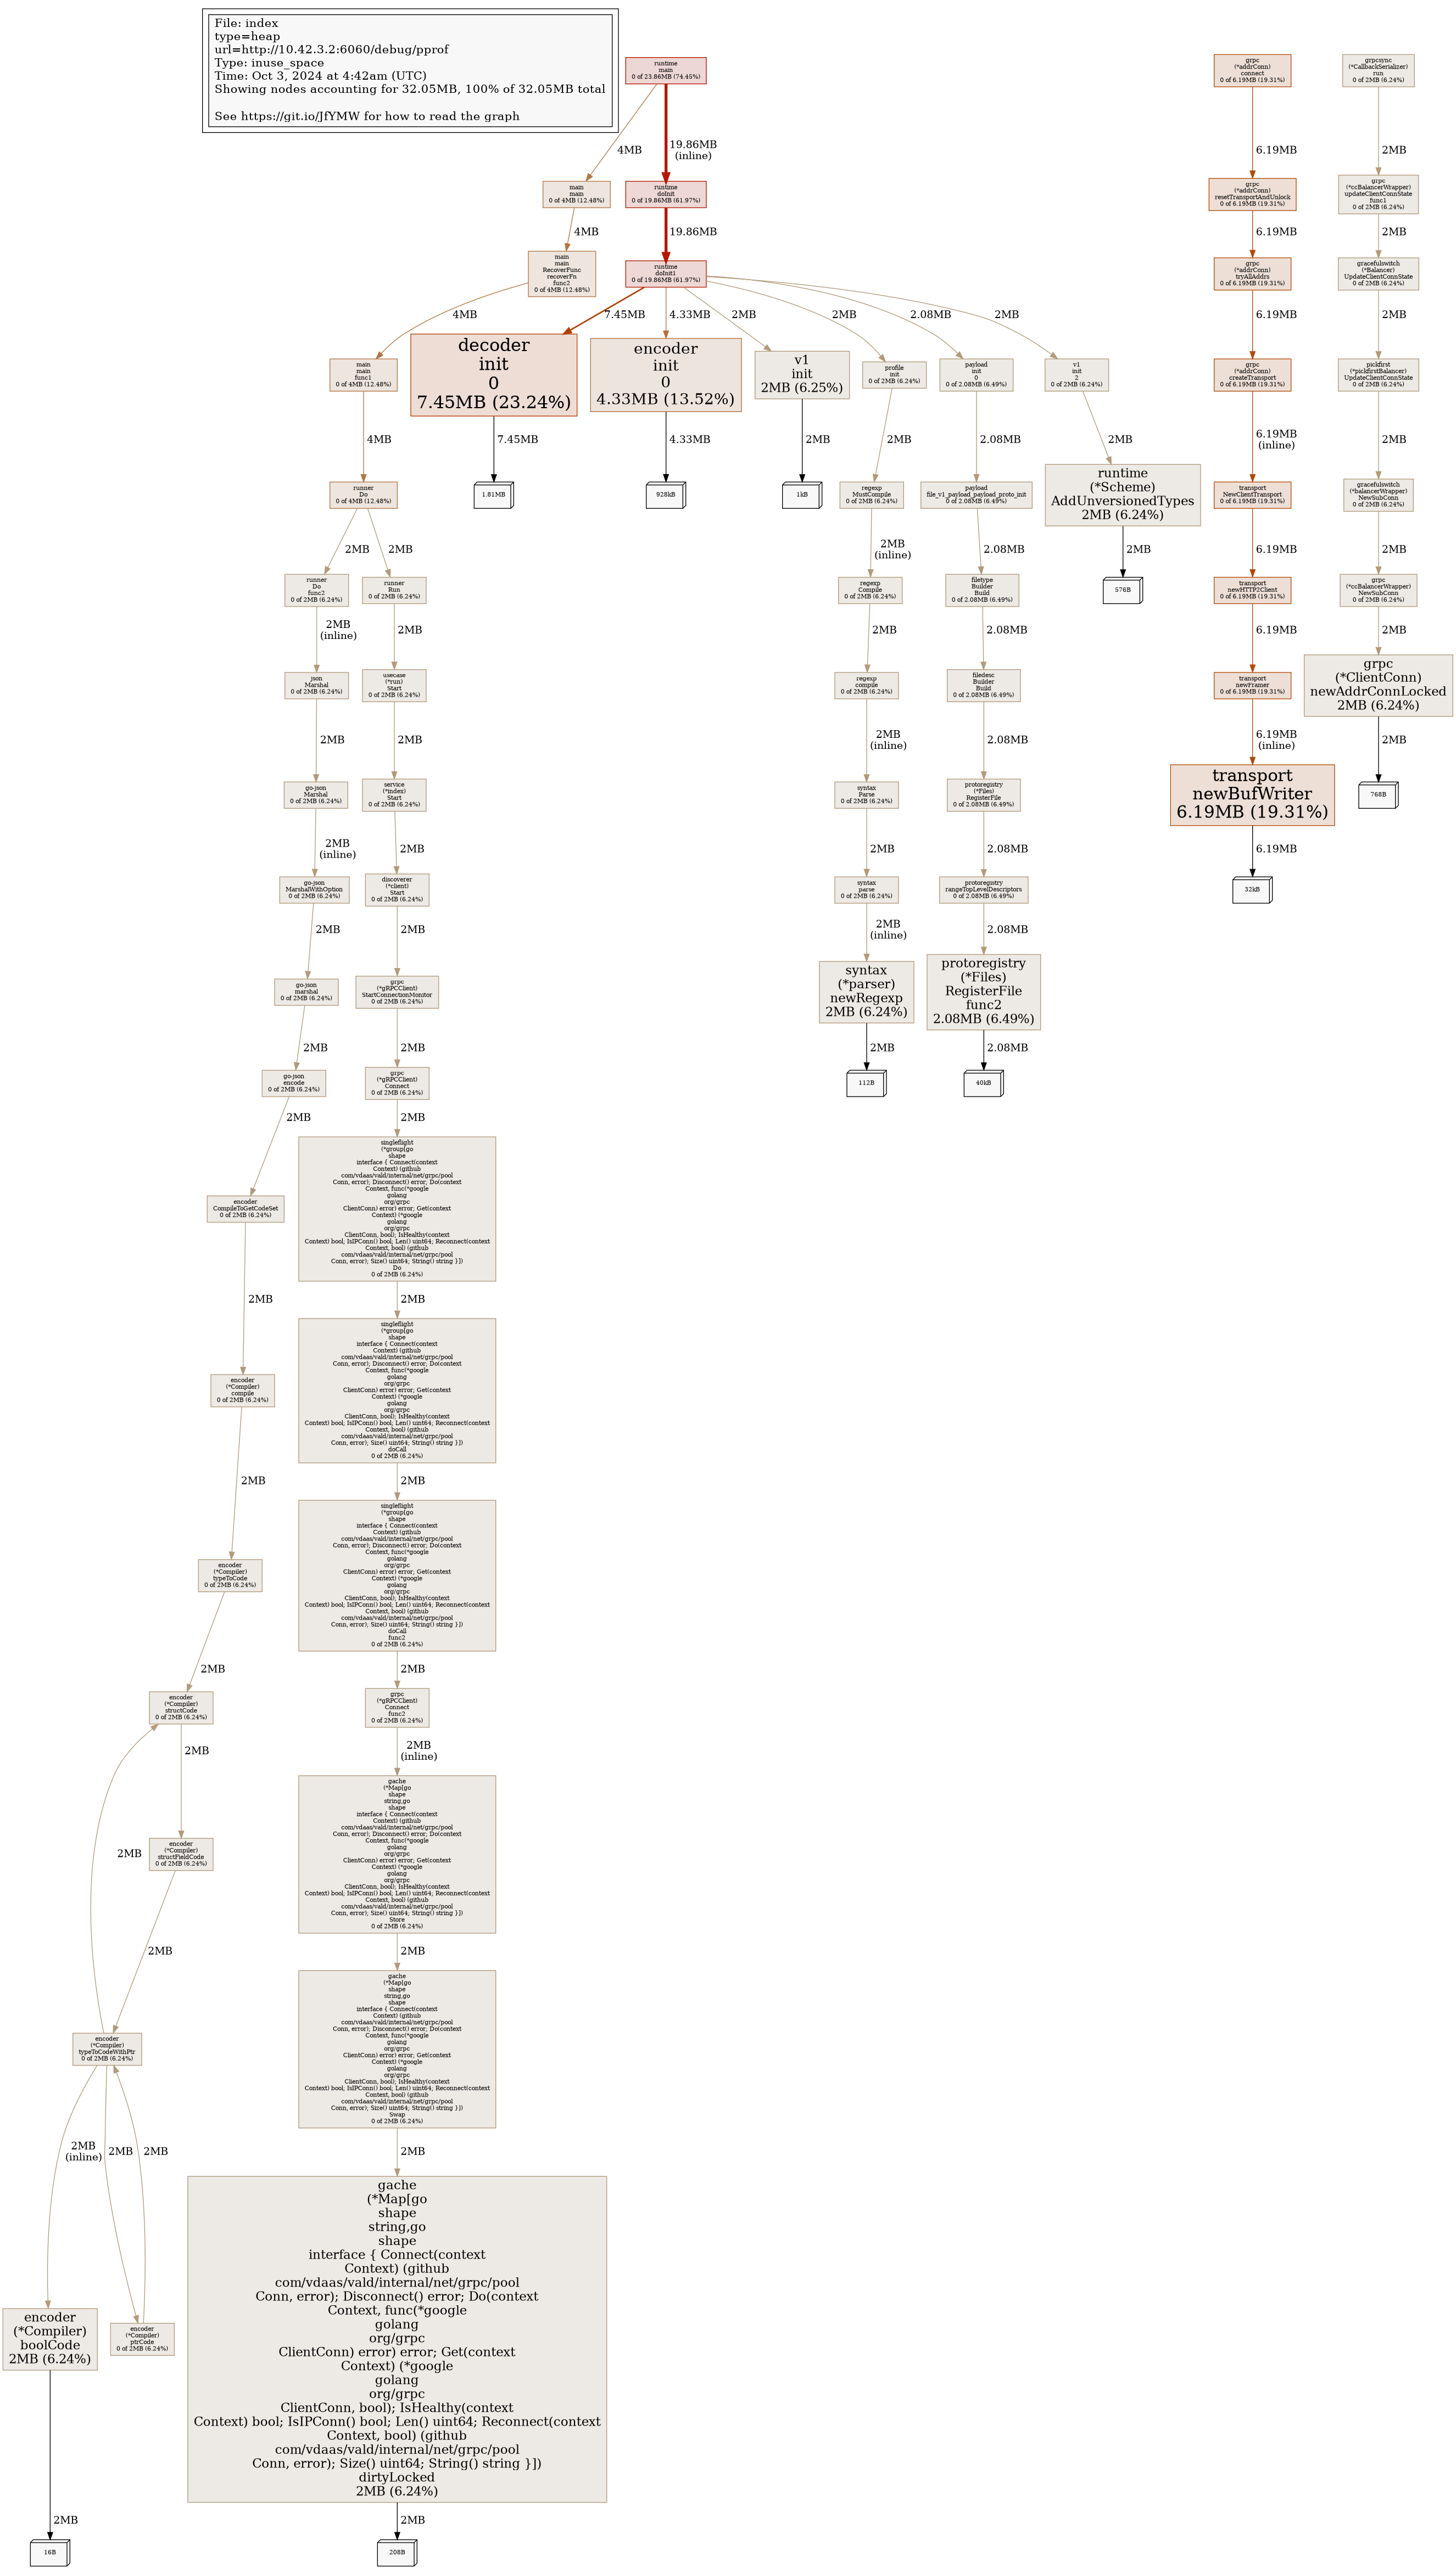 File: index
type=heap
url=http://10.42.3.2:6060/debug/pprof
Type: inuse_space
Time: Oct 3, 2024 at 4:42am (UTC)
Showing nodes accounting for 32.05MB, 100% of 32.05MB total
See https://git.io/JfYMW for how to read the graph
runtime
main
0 of 23.86MB (74.45%)
grpc
(*addrConn)
connect
0 of 6.19MB (19.31%)
grpcsync
(*CallbackSerializer)
run
0 of 2MB (6.24%)
4MB
19.86MB
(inline)
6.19MB
2MB
main
main
0 of 4MB (12.48%)
runtime
doInit
0 of 19.86MB (61.97%)
grpc
(*addrConn)
resetTransportAndUnlock
0 of 6.19MB (19.31%)
grpc
(*ccBalancerWrapper)
updateClientConnState
func1
0 of 2MB (6.24%)
4MB
19.86MB
6.19MB
2MB
main
main
RecoverFunc
recoverFn
func2
0 of 4MB (12.48%)
runtime
doInit1
0 of 19.86MB (61.97%)
grpc
(*addrConn)
tryAllAddrs
0 of 6.19MB (19.31%)
gracefulswitch
(*Balancer)
UpdateClientConnState
0 of 2MB (6.24%)
4MB
7.45MB
4.33MB
2MB
2MB
2.08MB
2MB
6.19MB
2MB
main
main
func1
0 of 4MB (12.48%)
decoder
init
0
7.45MB (23.24%)
encoder
init
0
4.33MB (13.52%)
v1
init
2MB (6.25%)
profile
init
0 of 2MB (6.24%)
payload
init
0
0 of 2.08MB (6.49%)
v1
init
2
0 of 2MB (6.24%)
grpc
(*addrConn)
createTransport
0 of 6.19MB (19.31%)
pickfirst
(*pickfirstBalancer)
UpdateClientConnState
0 of 2MB (6.24%)
4MB
7.45MB
4.33MB
2MB
2MB
2.08MB
2MB
6.19MB
(inline)
2MB
runner
Do
0 of 4MB (12.48%)
1.81MB
928kB
1kB
regexp
MustCompile
0 of 2MB (6.24%)
payload
file_v1_payload_payload_proto_init
0 of 2.08MB (6.49%)
runtime
(*Scheme)
AddUnversionedTypes
2MB (6.24%)
transport
NewClientTransport
0 of 6.19MB (19.31%)
gracefulswitch
(*balancerWrapper)
NewSubConn
0 of 2MB (6.24%)
2MB
2MB
2MB
(inline)
2.08MB
2MB
6.19MB
2MB
runner
Do
func2
0 of 2MB (6.24%)
runner
Run
0 of 2MB (6.24%)
regexp
Compile
0 of 2MB (6.24%)
filetype
Builder
Build
0 of 2.08MB (6.49%)
576B
transport
newHTTP2Client
0 of 6.19MB (19.31%)
grpc
(*ccBalancerWrapper)
NewSubConn
0 of 2MB (6.24%)
2MB
(inline)
2MB
2MB
2.08MB
6.19MB
2MB
json
Marshal
0 of 2MB (6.24%)
usecase
(*run)
Start
0 of 2MB (6.24%)
regexp
compile
0 of 2MB (6.24%)
filedesc
Builder
Build
0 of 2.08MB (6.49%)
transport
newFramer
0 of 6.19MB (19.31%)
grpc
(*ClientConn)
newAddrConnLocked
2MB (6.24%)
2MB
2MB
2MB
(inline)
2.08MB
6.19MB
(inline)
2MB
go-json
Marshal
0 of 2MB (6.24%)
service
(*index)
Start
0 of 2MB (6.24%)
syntax
Parse
0 of 2MB (6.24%)
protoregistry
(*Files)
RegisterFile
0 of 2.08MB (6.49%)
transport
newBufWriter
6.19MB (19.31%)
768B
2MB
(inline)
2MB
2MB
2.08MB
6.19MB
go-json
MarshalWithOption
0 of 2MB (6.24%)
discoverer
(*client)
Start
0 of 2MB (6.24%)
syntax
parse
0 of 2MB (6.24%)
protoregistry
rangeTopLevelDescriptors
0 of 2.08MB (6.49%)
32kB
2MB
2MB
2MB
(inline)
2.08MB
go-json
marshal
0 of 2MB (6.24%)
grpc
(*gRPCClient)
StartConnectionMonitor
0 of 2MB (6.24%)
syntax
(*parser)
newRegexp
2MB (6.24%)
protoregistry
(*Files)
RegisterFile
func2
2.08MB (6.49%)
2MB
2MB
2MB
2.08MB
go-json
encode
0 of 2MB (6.24%)
grpc
(*gRPCClient)
Connect
0 of 2MB (6.24%)
112B
40kB
2MB
2MB
encoder
CompileToGetCodeSet
0 of 2MB (6.24%)
singleflight
(*group[go
shape
interface { Connect(context
Context) (github
com/vdaas/vald/internal/net/grpc/pool
Conn, error); Disconnect() error; Do(context
Context, func(*google
golang
org/grpc
ClientConn) error) error; Get(context
Context) (*google
golang
org/grpc
ClientConn, bool); IsHealthy(context
Context) bool; IsIPConn() bool; Len() uint64; Reconnect(context
Context, bool) (github
com/vdaas/vald/internal/net/grpc/pool
Conn, error); Size() uint64; String() string }])
Do
0 of 2MB (6.24%)
2MB
2MB
encoder
(*Compiler)
compile
0 of 2MB (6.24%)
singleflight
(*group[go
shape
interface { Connect(context
Context) (github
com/vdaas/vald/internal/net/grpc/pool
Conn, error); Disconnect() error; Do(context
Context, func(*google
golang
org/grpc
ClientConn) error) error; Get(context
Context) (*google
golang
org/grpc
ClientConn, bool); IsHealthy(context
Context) bool; IsIPConn() bool; Len() uint64; Reconnect(context
Context, bool) (github
com/vdaas/vald/internal/net/grpc/pool
Conn, error); Size() uint64; String() string }])
doCall
0 of 2MB (6.24%)
2MB
2MB
encoder
(*Compiler)
typeToCode
0 of 2MB (6.24%)
singleflight
(*group[go
shape
interface { Connect(context
Context) (github
com/vdaas/vald/internal/net/grpc/pool
Conn, error); Disconnect() error; Do(context
Context, func(*google
golang
org/grpc
ClientConn) error) error; Get(context
Context) (*google
golang
org/grpc
ClientConn, bool); IsHealthy(context
Context) bool; IsIPConn() bool; Len() uint64; Reconnect(context
Context, bool) (github
com/vdaas/vald/internal/net/grpc/pool
Conn, error); Size() uint64; String() string }])
doCall
func2
0 of 2MB (6.24%)
2MB
2MB
encoder
(*Compiler)
structCode
0 of 2MB (6.24%)
grpc
(*gRPCClient)
Connect
func2
0 of 2MB (6.24%)
2MB
2MB
(inline)
2MB
encoder
(*Compiler)
structFieldCode
0 of 2MB (6.24%)
gache
(*Map[go
shape
string,go
shape
interface { Connect(context
Context) (github
com/vdaas/vald/internal/net/grpc/pool
Conn, error); Disconnect() error; Do(context
Context, func(*google
golang
org/grpc
ClientConn) error) error; Get(context
Context) (*google
golang
org/grpc
ClientConn, bool); IsHealthy(context
Context) bool; IsIPConn() bool; Len() uint64; Reconnect(context
Context, bool) (github
com/vdaas/vald/internal/net/grpc/pool
Conn, error); Size() uint64; String() string }])
Store
0 of 2MB (6.24%)
2MB
2MB
encoder
(*Compiler)
typeToCodeWithPtr
0 of 2MB (6.24%)
gache
(*Map[go
shape
string,go
shape
interface { Connect(context
Context) (github
com/vdaas/vald/internal/net/grpc/pool
Conn, error); Disconnect() error; Do(context
Context, func(*google
golang
org/grpc
ClientConn) error) error; Get(context
Context) (*google
golang
org/grpc
ClientConn, bool); IsHealthy(context
Context) bool; IsIPConn() bool; Len() uint64; Reconnect(context
Context, bool) (github
com/vdaas/vald/internal/net/grpc/pool
Conn, error); Size() uint64; String() string }])
Swap
0 of 2MB (6.24%)
2MB
(inline)
2MB
2MB
2MB
encoder
(*Compiler)
boolCode
2MB (6.24%)
encoder
(*Compiler)
ptrCode
0 of 2MB (6.24%)
gache
(*Map[go
shape
string,go
shape
interface { Connect(context
Context) (github
com/vdaas/vald/internal/net/grpc/pool
Conn, error); Disconnect() error; Do(context
Context, func(*google
golang
org/grpc
ClientConn) error) error; Get(context
Context) (*google
golang
org/grpc
ClientConn, bool); IsHealthy(context
Context) bool; IsIPConn() bool; Len() uint64; Reconnect(context
Context, bool) (github
com/vdaas/vald/internal/net/grpc/pool
Conn, error); Size() uint64; String() string }])
dirtyLocked
2MB (6.24%)
2MB
2MB
16B
208B